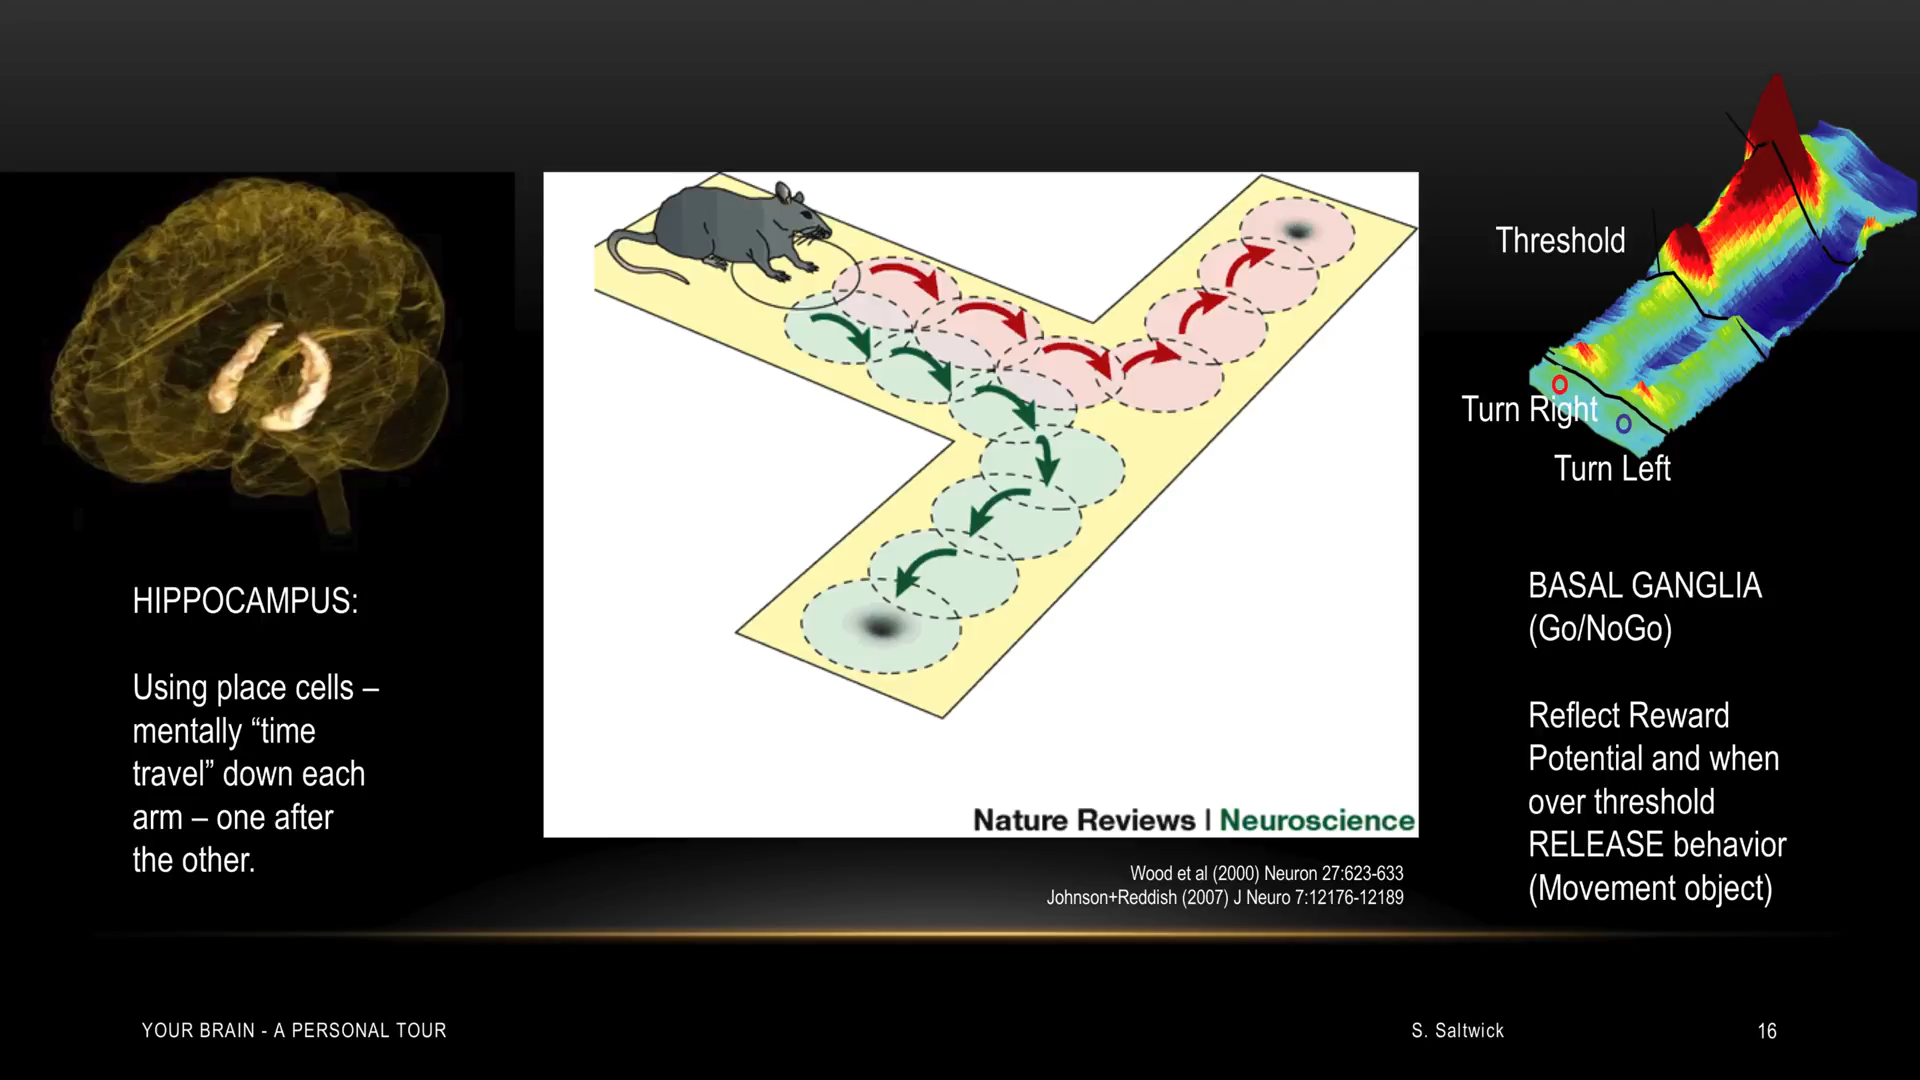 HIPPOCAMPUS:
Using place cells –
mentally “time
travel” down each
arm – one after
the other.
Nature Reviews | Neuroscience
Wood et al (2000) Neuron 27:623-633
Johnson+Reddish (2007) J Neuro 7:12176-12189
Threshold
Turn Right
Turn Left
BASAL GANGLIA
(Go/NoGo)
Reflect Reward
Potential and when
over threshold
RELEASE behavior
(Movement object)
YOUR BRAIN - A PERSONAL TOUR
S. Saltwick
16